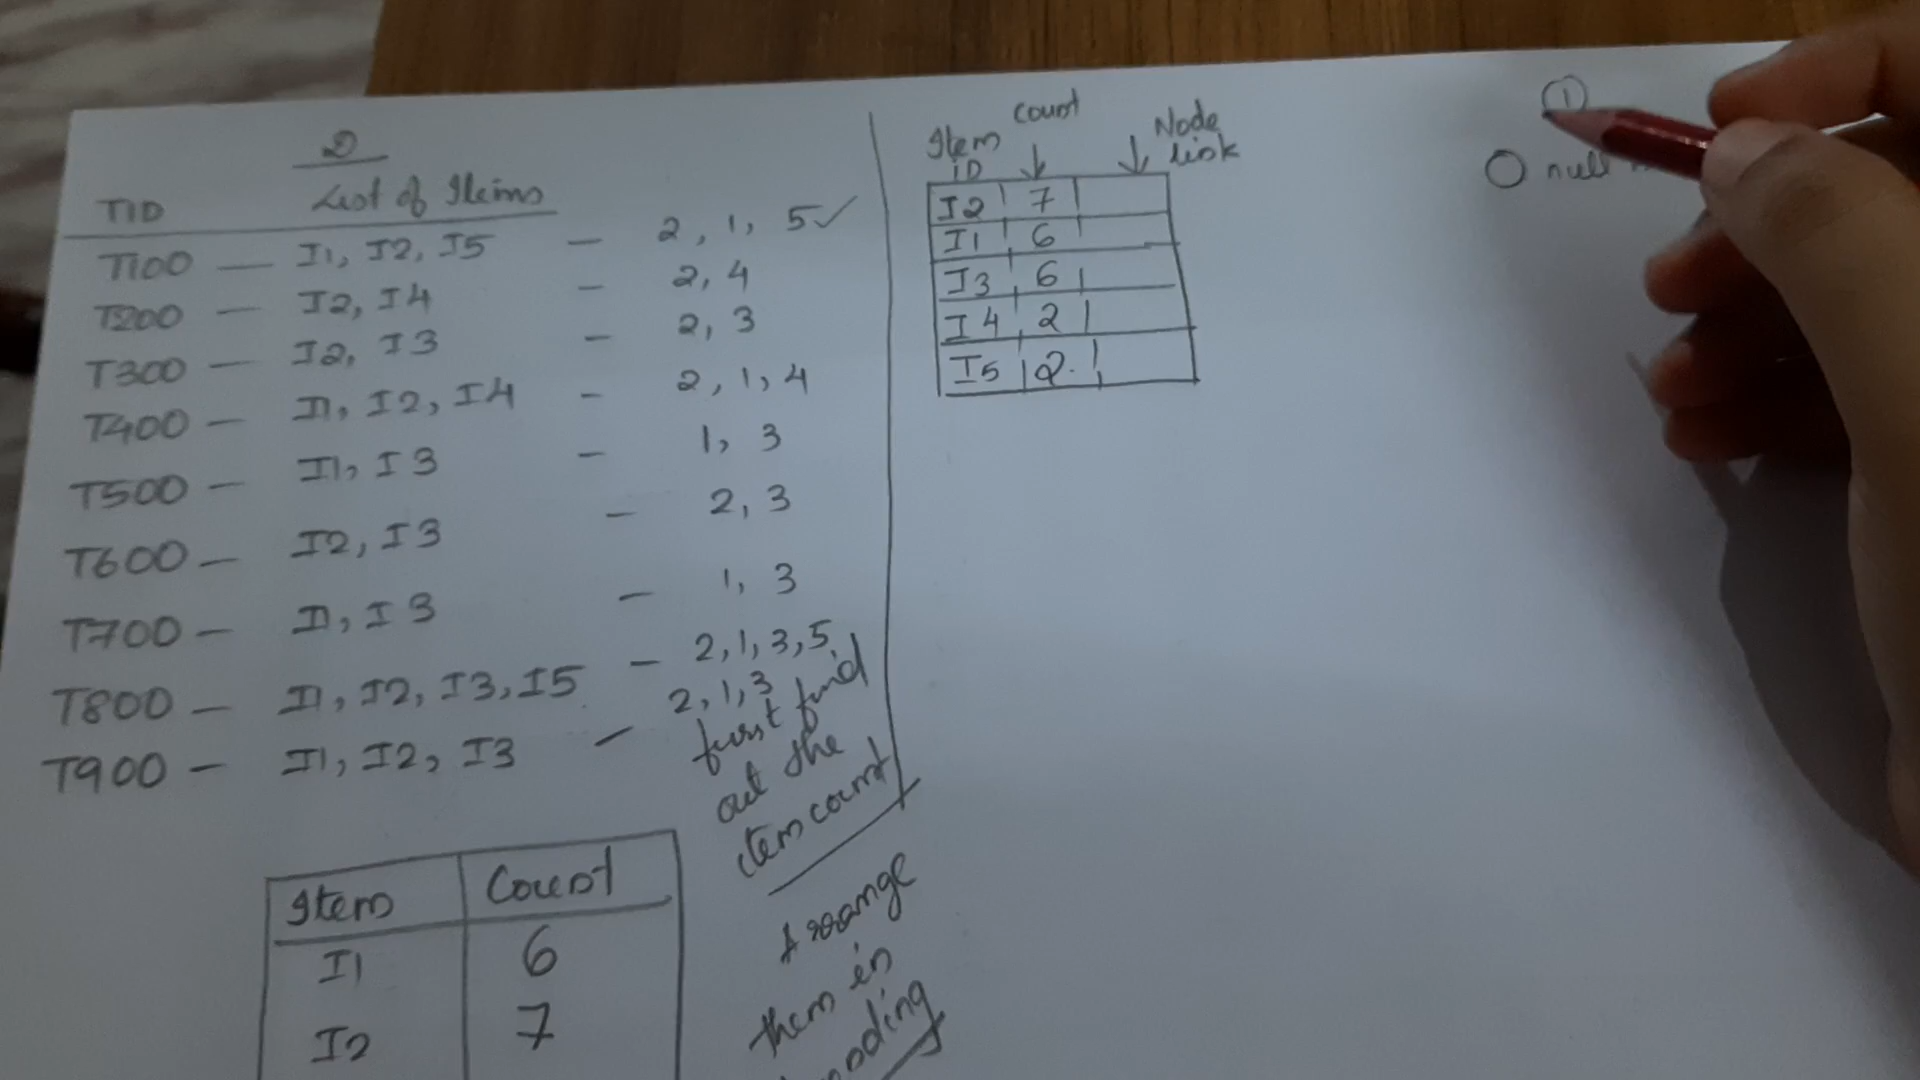 D
TID List of Items
T100 — I1, I2, I5 — 2, 1, 5 ✓
T200 — I2, I4 — 2, 4
T300 — I2, I3 — 2, 3
T400 — I1, I2, I4 — 2, 1, 4
T500 — I1, I3 — 1, 3
T600 — I2, I3 — 2, 3
T700 — I1, I3 — 1, 3
T800 — I1, I2, I3, I5 — 2, 1, 3, 5
T900 — I1, I2, I3 — 2, 1, 3
first find
out the
item count
Arrange
them in
Item Count
I1 6
I2 7
Item ID count Node link
I2 7
I1 6
I3 6
I4 2
I5 2
1
null